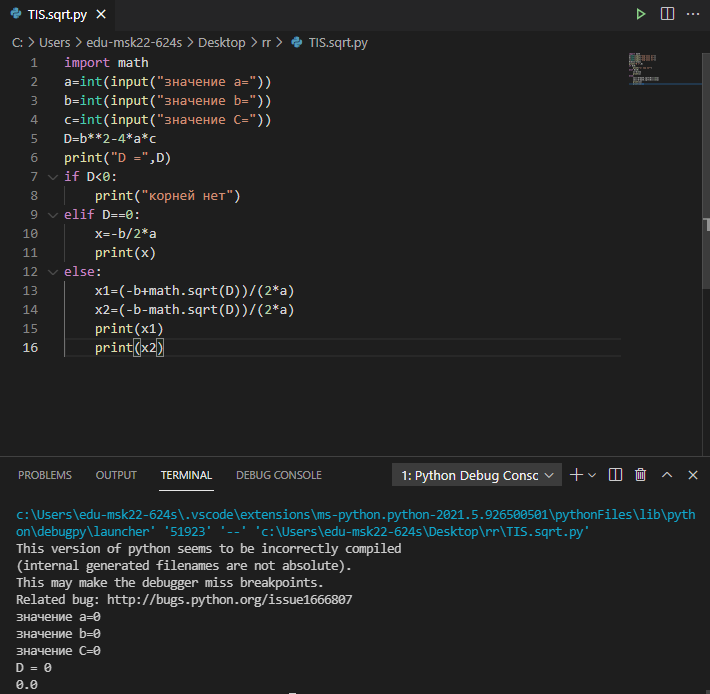 TIS.sqrt.py
C: > Users > edu-msk22-624s > Desktop > rr > TIS.sqrt.py
1 import math
2 a=int(input("значение a="))
3 b=int(input("значение b="))
4 c=int(input("значение C="))
5 D=b**2-4*a*c
6 print("D =",D)
7 if D<0:
8 print("корней нет")
9 elif D==0:
10 x=-b/2*a
11 print(x)
12 else:
13 x1=(-b+math.sqrt(D))/(2*a)
14 x2=(-b-math.sqrt(D))/(2*a)
15 print(x1)
16 print(x2)
PROBLEMS OUTPUT TERMINAL DEBUG CONSOLE 1: Python Debug Consc
c:\Users\edu-msk22-624s\.vscode\extensions\ms-python.python-2021.5.926500501\pythonFiles\lib\pyth
on\debugpy\launcher' '51923' '--' 'c:\Users\edu-msk22-624s\Desktop\rr\TIS.sqrt.py'
This version of python seems to be incorrectly compiled
(internal generated filenames are not absolute).
This may make the debugger miss breakpoints.
Related bug: http://bugs.python.org/issue1666807
значение a=0
значение b=0
значение C=0
D = 0
0.0